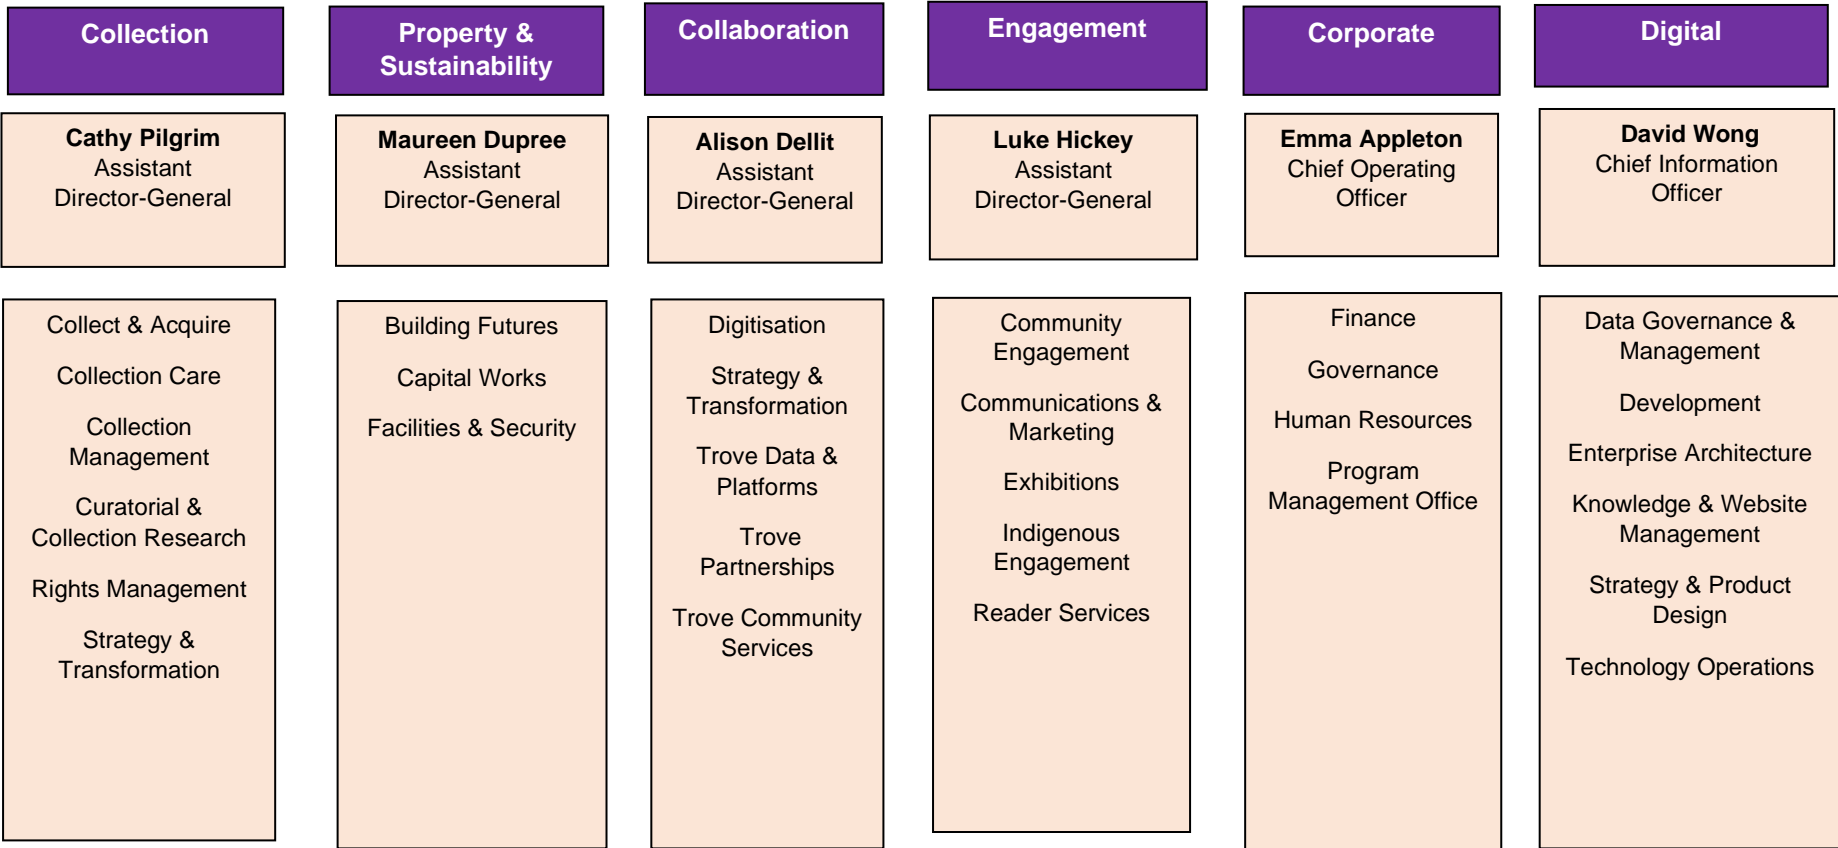 Collection
Property &
Sustainability
Collaboration
Engagement
Corporate
Digital
Cathy Pilgrim
Assistant
Director-General
Maureen Dupree
Assistant
Director-General
Alison Dellit
Assistant
Director-General
Luke Hickey
Assistant
Director-General
Emma Appleton
Chief Operating
Officer
David Wong
Chief Information
Officer
Collect & Acquire
Collection Care
Collection
Management
Curatorial &
Collection Research
Rights Management
Strategy &
Transformation
Building Futures
Capital Works
Facilities & Security
Digitisation
Strategy &
Transformation
Trove Data &
Platforms
Trove
Partnerships
Trove Community
Services
Community
Engagement
Communications &
Marketing
Exhibitions
Indigenous
Engagement
Reader Services
Finance
Governance
Human Resources
Program
Management Office
Data Governance &
Management
Development
Enterprise Architecture
Knowledge & Website
Management
Strategy & Product
Design
Technology Operations